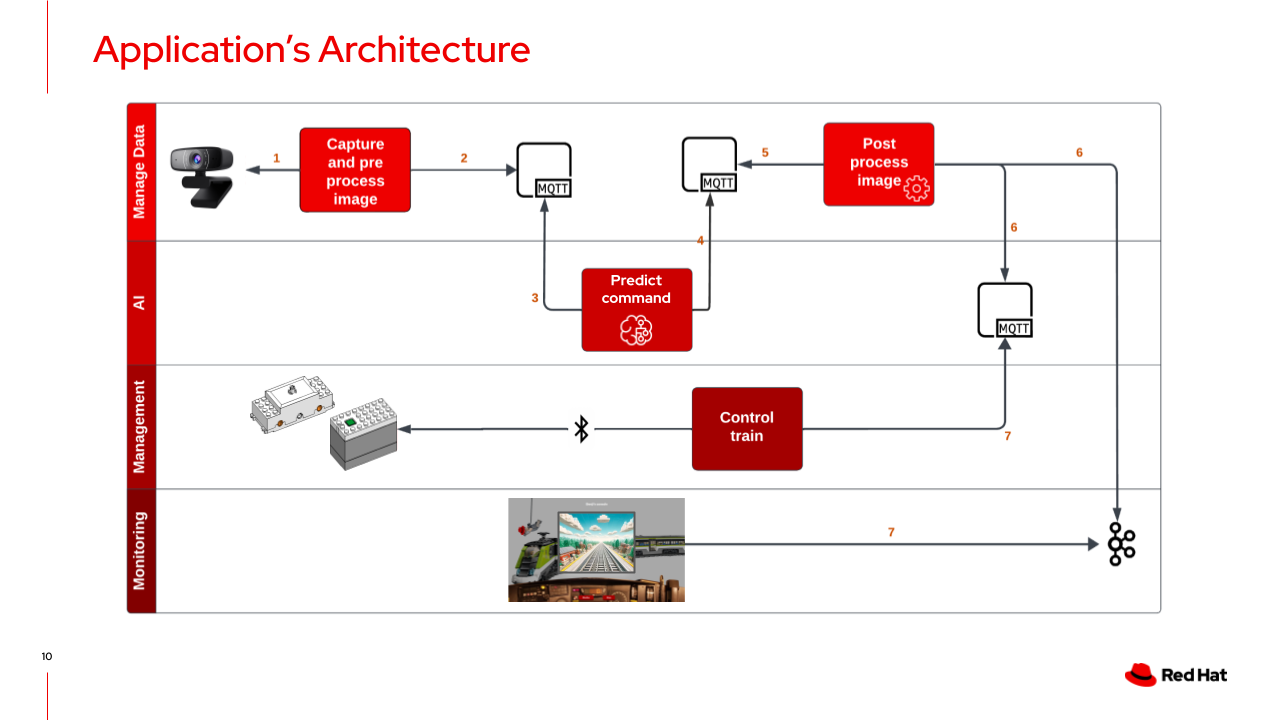 Application’s Architecture
Manage Data
1
Capture
and pre
process
image
2
MQTT
MQTT
5
Post
process
image
6
6
4
AI
3
Predict
command
MQTT
Management
Control
train
7
Monitoring
7
10
Red Hat